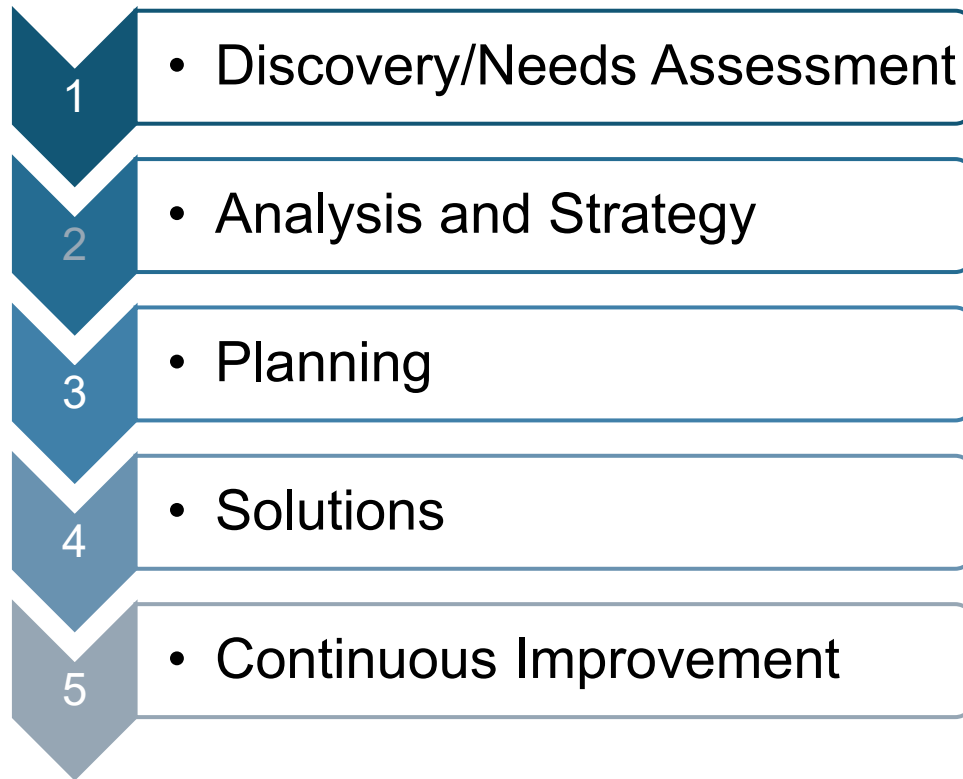 1
• Discovery/Needs Assessment
2
• Analysis and Strategy
3
• Planning
4
• Solutions
5
• Continuous Improvement